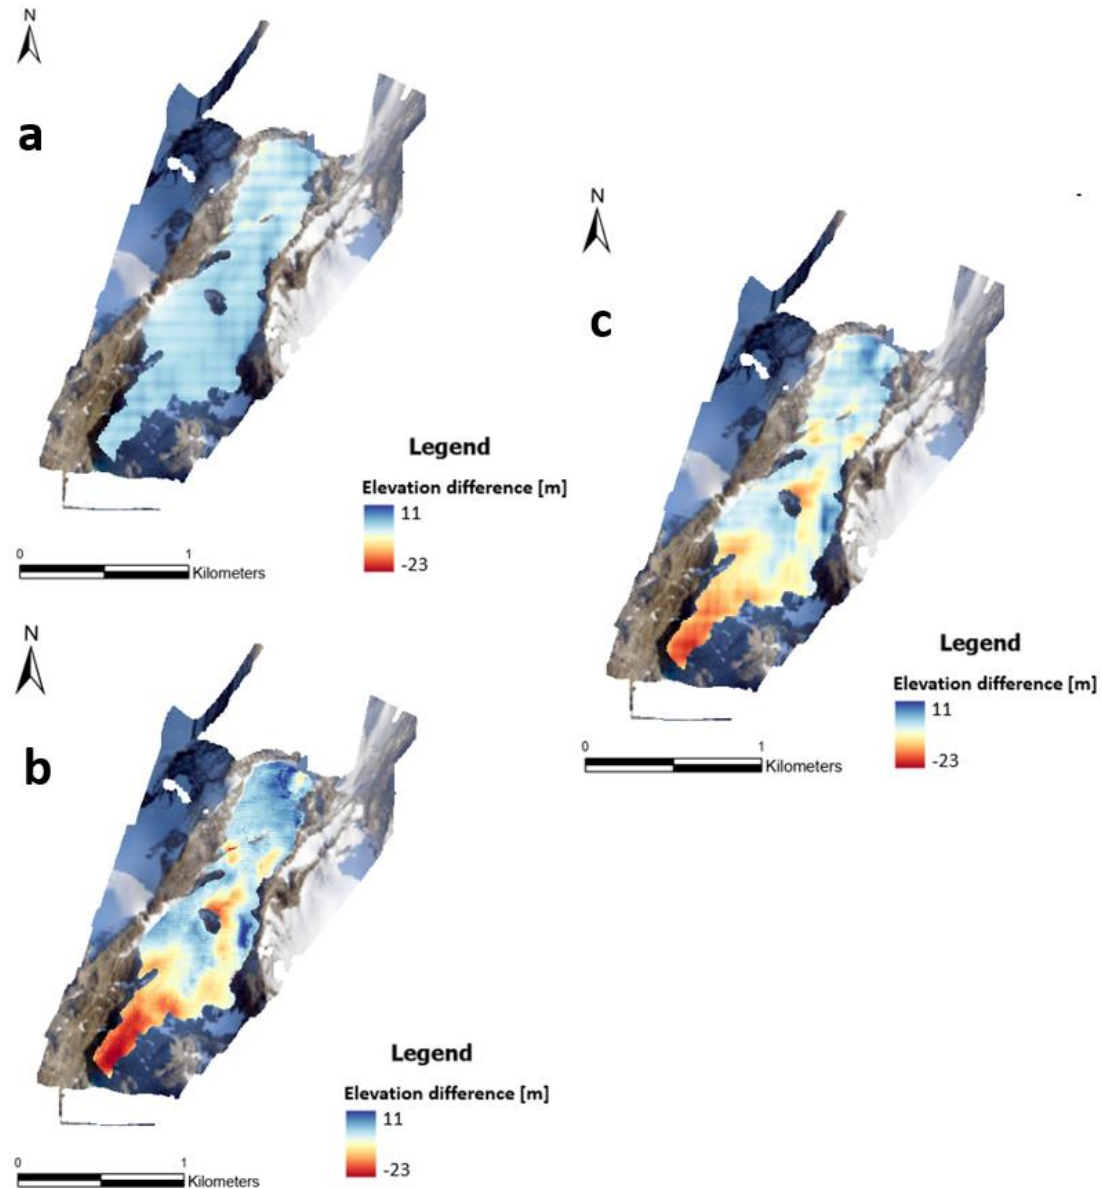 N
a
Legend
Elevation difference [m]
11
-23
0 1
Kilometers
N
b
Legend
Elevation difference [m]
11
-23
0 1
Kilometers
-
N
c
Legend
Elevation difference [m]
11
-23
0 1
Kilometers